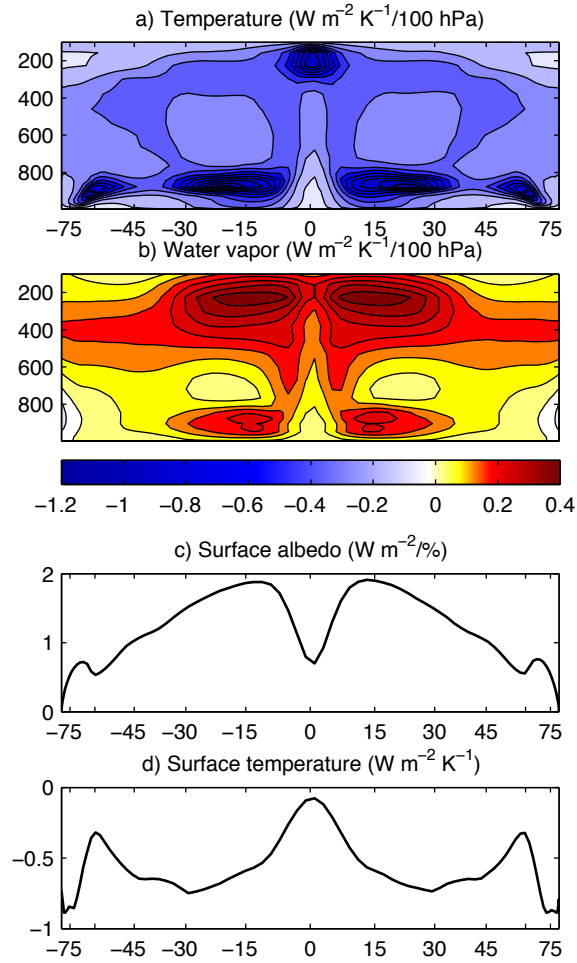 a) Temperature (W m−2 K−1/100 hPa)
200
400
600
800
−75 −45 −30 −15 0 15 30 45 75
b) Water vapor (W m−2 K−1/100 hPa)
200
400
600
800
−1.2 −1 −0.8 −0.6 −0.4 −0.2 0 0.2 0.4
c) Surface albedo (W m−2/%)
2
1
0
−75 −45 −30 −15 0 15 30 45 75
d) Surface temperature (W m−2 K−1)
0
−0.5
−1
−75 −45 −30 −15 0 15 30 45 75